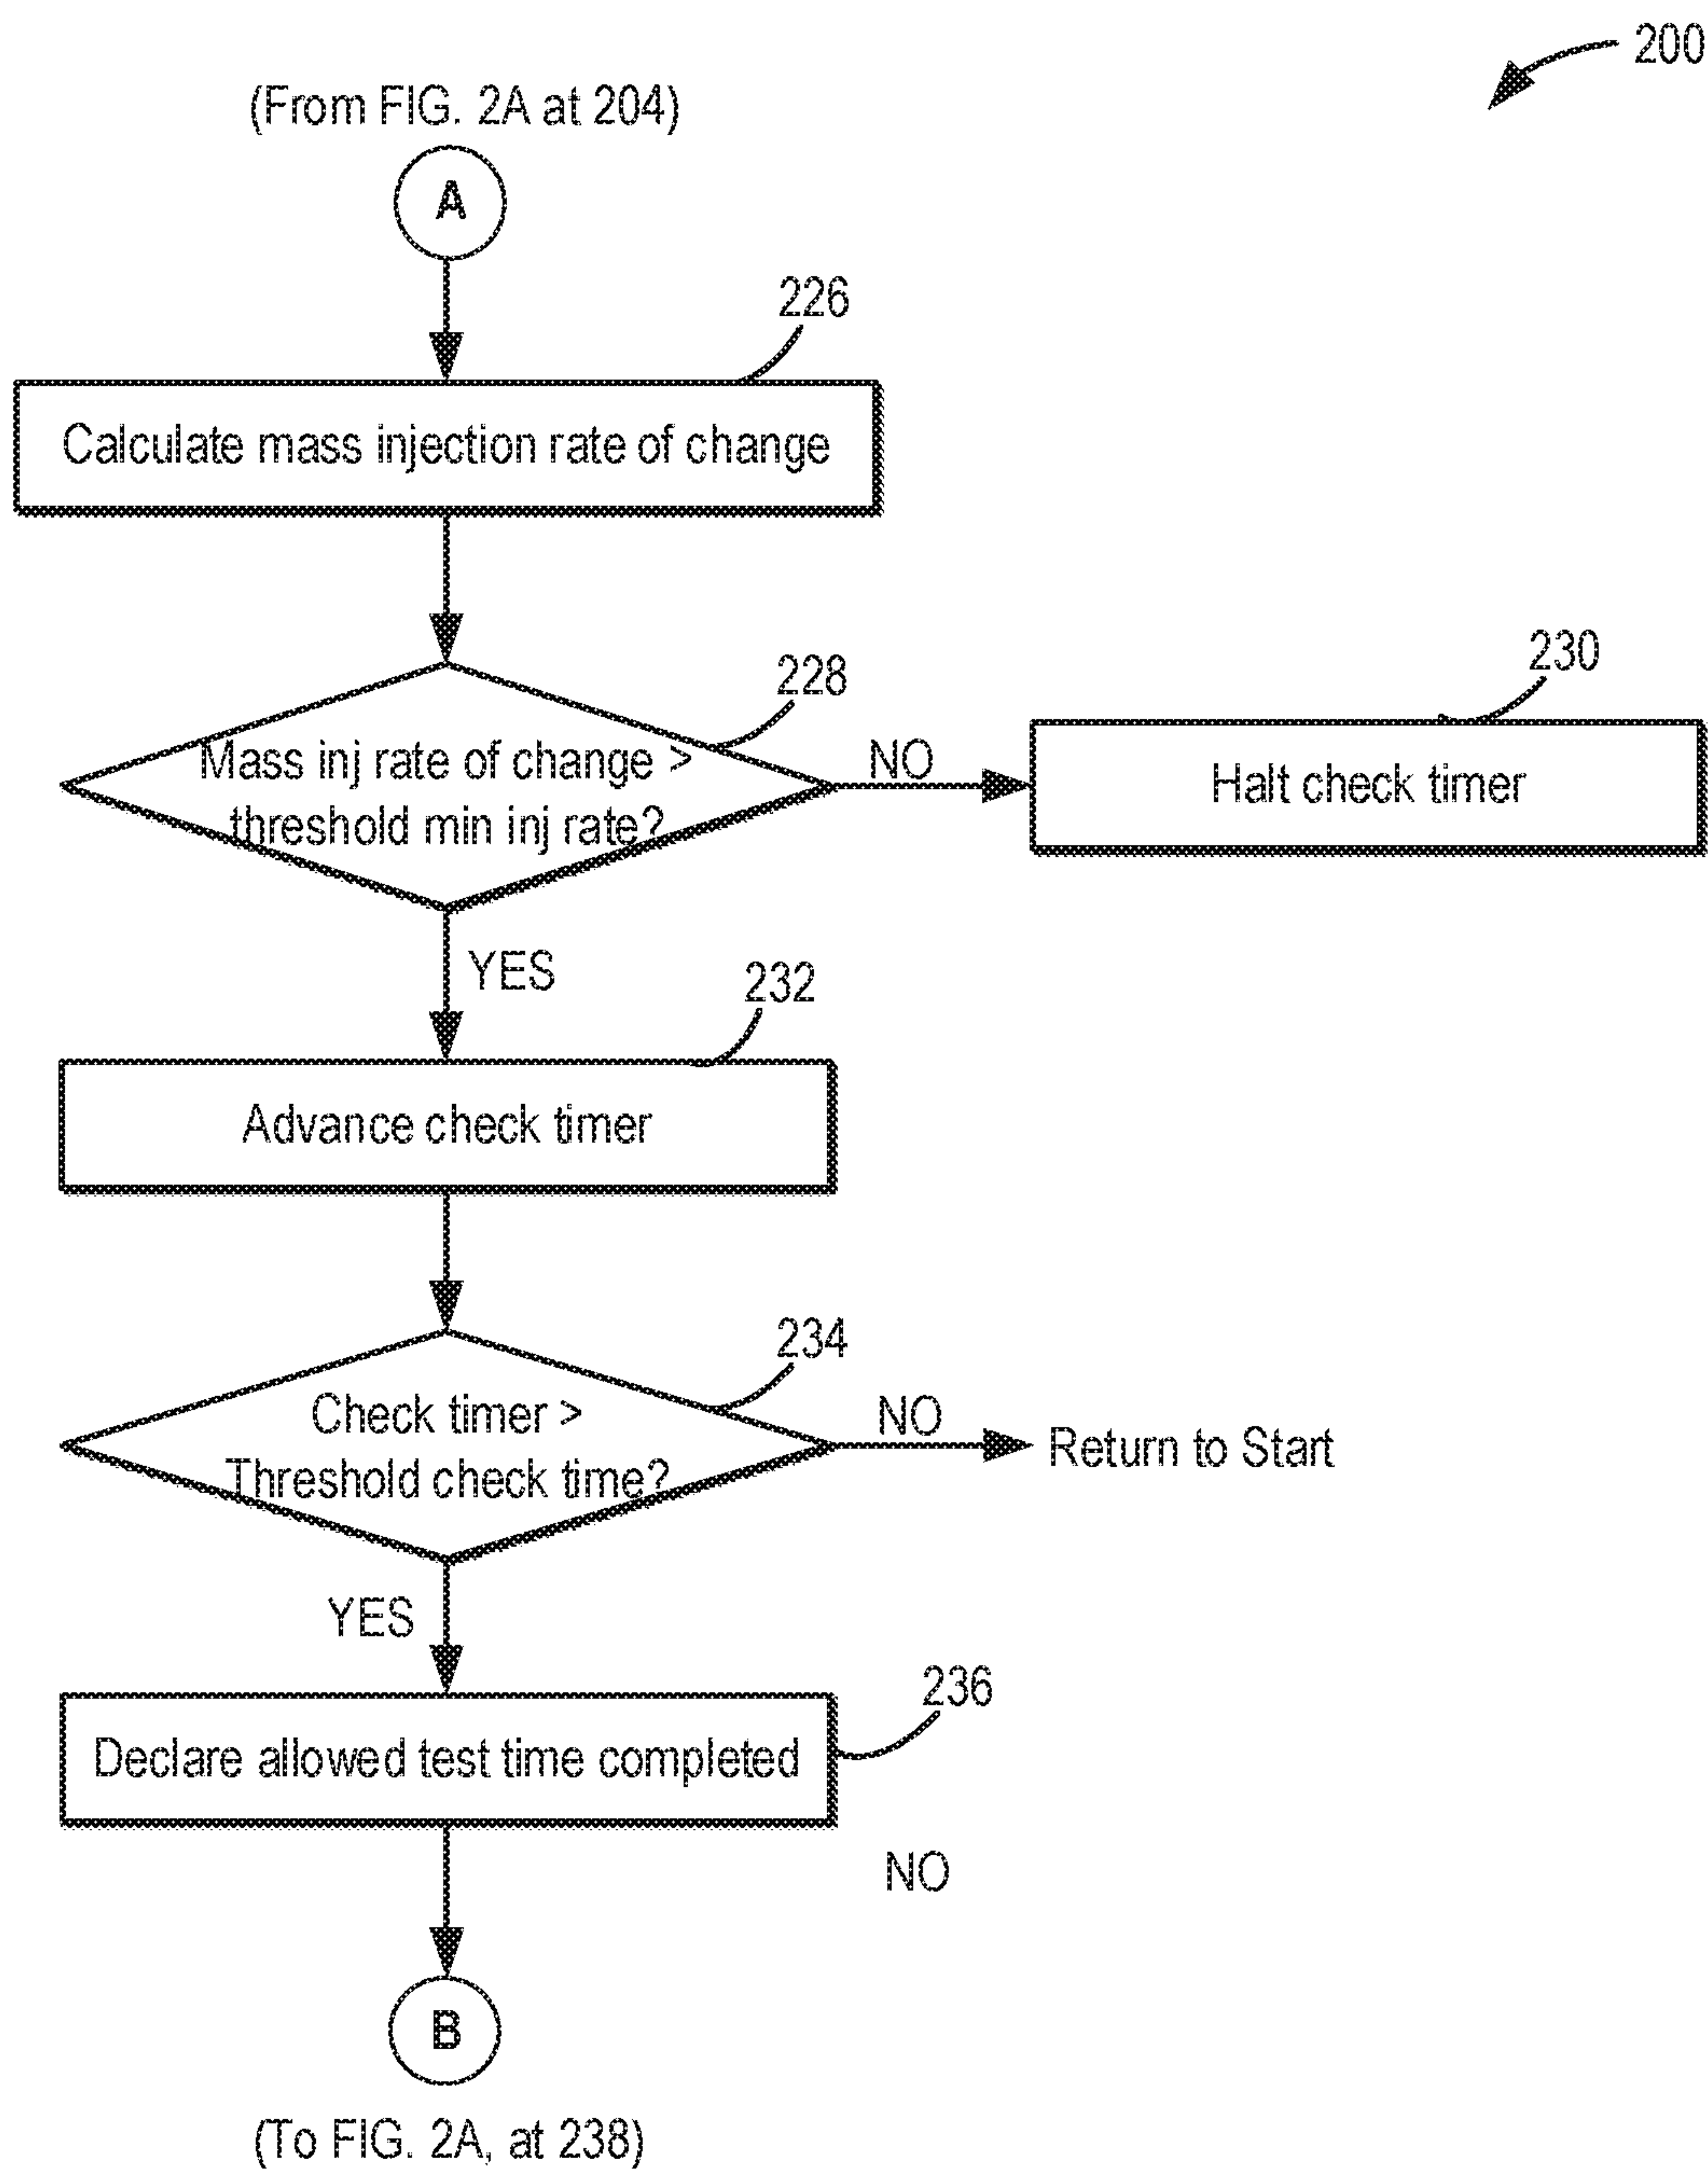 200
(From FIG. 2A at 204)
A
226
Calculate mass injection rate of change
228
230
Mass inj rate of change >
threshold min inj rate?
NO
Halt check timer
YES
232
Advance check timer
234
Check timer >
Threshold check time?
NO
Return to Start
YES
236
Declare allowed test time completed
NO
B
(To FIG. 2A, at 238)